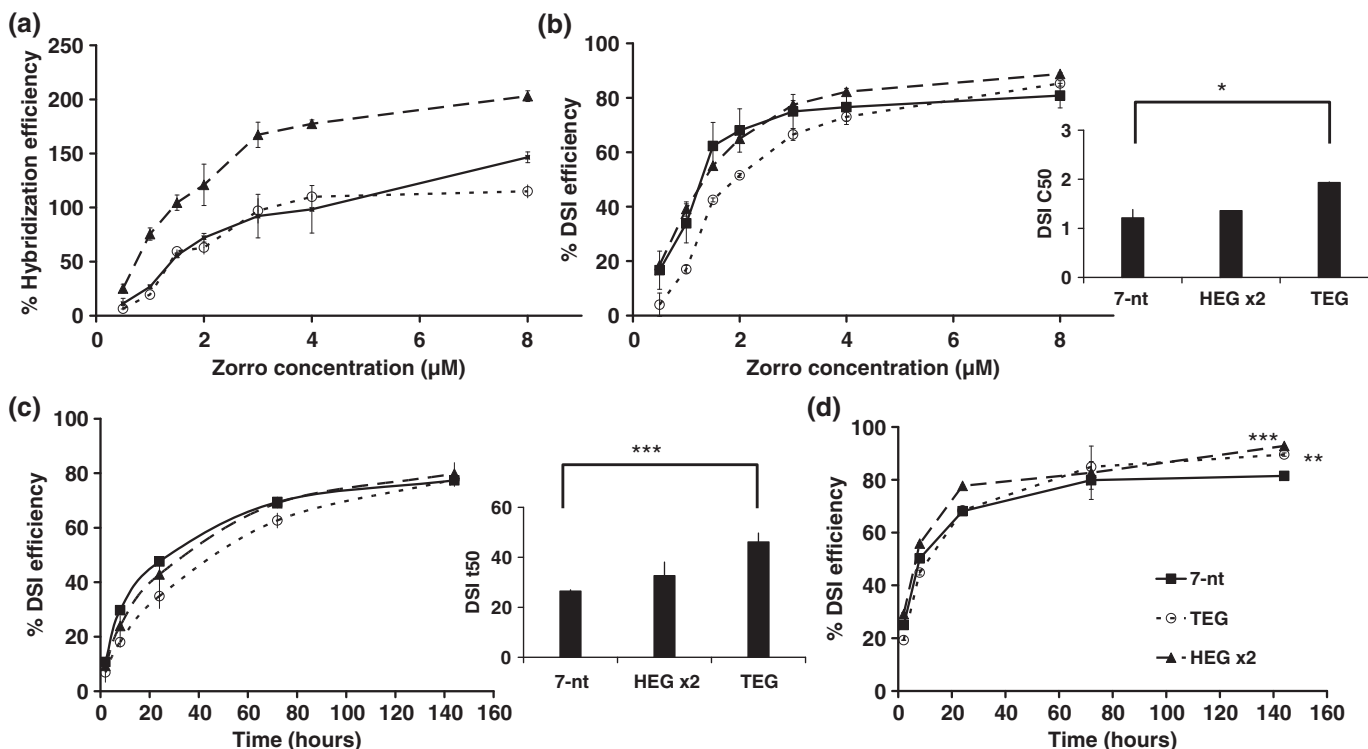 (a)
% Hybridization efficiency
250
200
150
100
50
0
0
2
4
6
8
Zorro concentration (µM)
(b)
% DSI efficiency
100
80
60
40
20
0
0
2
4
6
8
Zorro concentration (µM)
*
DSI C50
3
2
1
0
7-nt
HEG x2
TEG
(c)
% DSI efficiency
100
80
60
40
20
0
0
20
40
60
80
100
120
140
160
Time (hours)
***
DSI t50
60
40
20
0
7-nt
HEG x2
TEG
(d)
% DSI efficiency
100
80
60
40
20
0
0
20
40
60
80
100
120
140
160
Time (hours)
***
**
7-nt
TEG
HEG x2